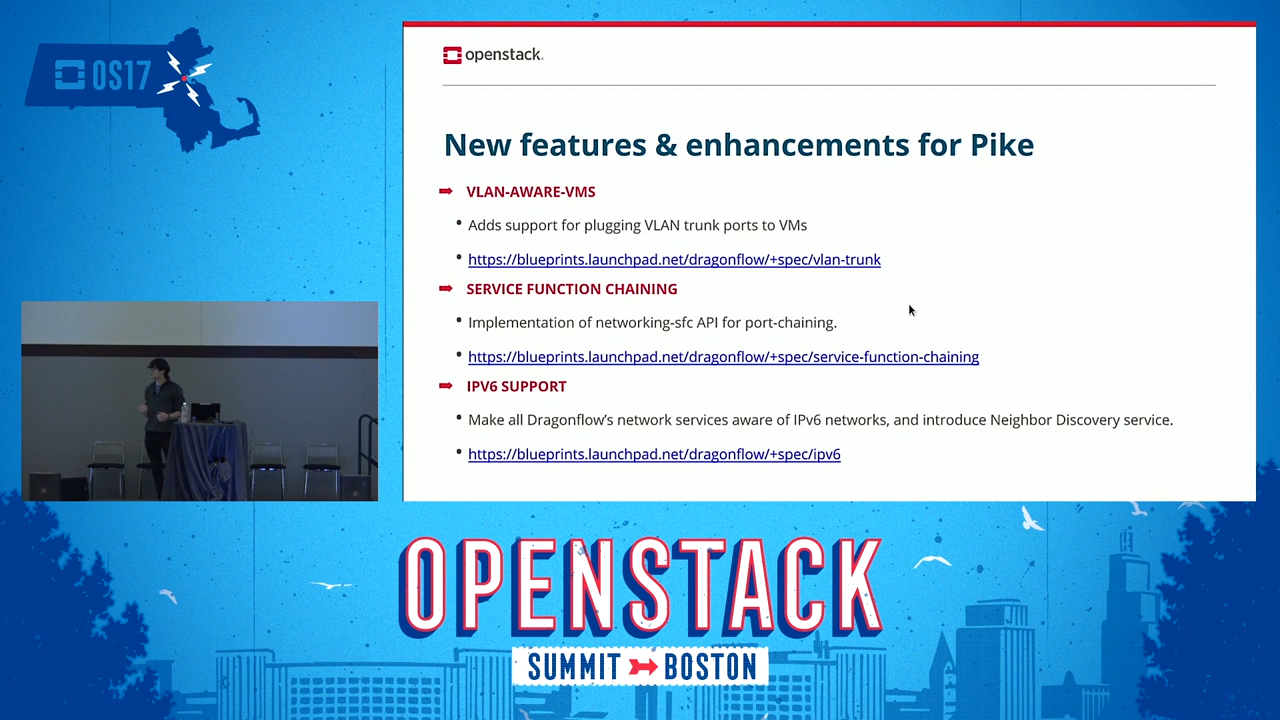 OS17
openstack.
New features & enhancements for Pike
VLAN-AWARE-VMS
Adds support for plugging VLAN trunk ports to VMs
https://blueprints.launchpad.net/dragonflow/+spec/vlan-trunk
SERVICE FUNCTION CHAINING
Implementation of networking-sfc API for port-chaining.
https://blueprints.launchpad.net/dragonflow/+spec/service-function-chaining
IPV6 SUPPORT
Make all Dragonflow’s network services aware of IPv6 networks, and introduce Neighbor Discovery service.
https://blueprints.launchpad.net/dragonflow/+spec/ipv6
OPENSTACK
SUMMIT BOSTON